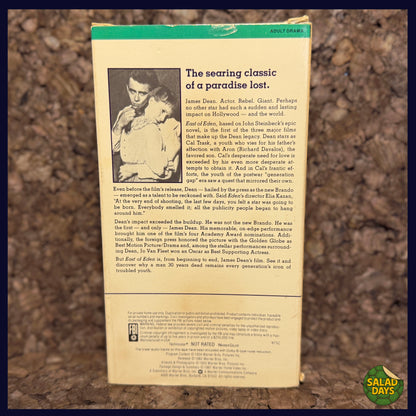 ADULT DRAMA
The searing classic
of a paradise lost.
James Dean. Actor. Rebel. Giant. Perhaps
no other star had such a sudden and lasting
impact on Hollywood — and the world.
East of Eden, based on John Steinbeck's epic
novel, is the first of the three major films
that make up the Dean legacy. Dean stars as
Cal Trask, a youth who vies for his father's
affection with Aron (Richard Davalos), the
favored son. Cal's desperate need for love is
exceeded by his even more desperate at-
tempts to get it. And in Cal's frantic ef-
forts, the youth of the postwar "generation
gap" era saw a quest that mirrored their own.
Even before the film's release, Dean — hailed by the press as the new Brando
— emerged as a talent to be reckoned with. Said Eden's director Elia Kazan,
"At the very end of shooting, the last few days, you felt a star was going to
be born. Everybody smelled it; all the publicity people began to hang
around him."
Dean's impact exceeded the buildup. He was not the new Brando. He was
the first — and only — James Dean. His memorable, on-edge performance
brought him one of the film's four Academy Award nominations. Addi-
tionally, the foreign press honored the picture with the Golden Globe as
Best Motion Picture/Drama and, among the stellar performances surround-
ing Dean, Jo Van Fleet won an Oscar as Best Supporting Actress.
But East of Eden is, from beginning to end, James Dean's film. See it and
discover why a man 30 years dead remains every generation's icon of
troubled youth.
FBI
NOT RATED
SALAD
DAYS